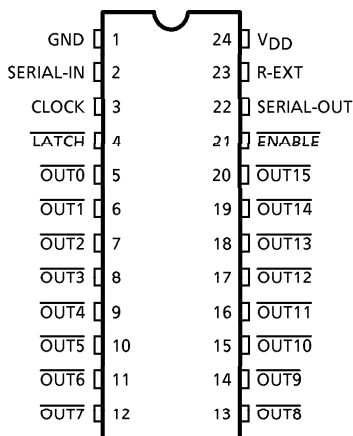 GND 1 24 VDD
SERIAL-IN 2 23 R-EXT
CLOCK 3 22 SERIAL-OUT
LATCH 4 21 ENABLE
OUT0 5 20 OUT15
OUT1 6 19 OUT14
OUT2 7 18 OUT13
OUT3 8 17 OUT12
OUT4 9 16 OUT11
OUT5 10 15 OUT10
OUT6 11 14 OUT9
OUT7 12 13 OUT8